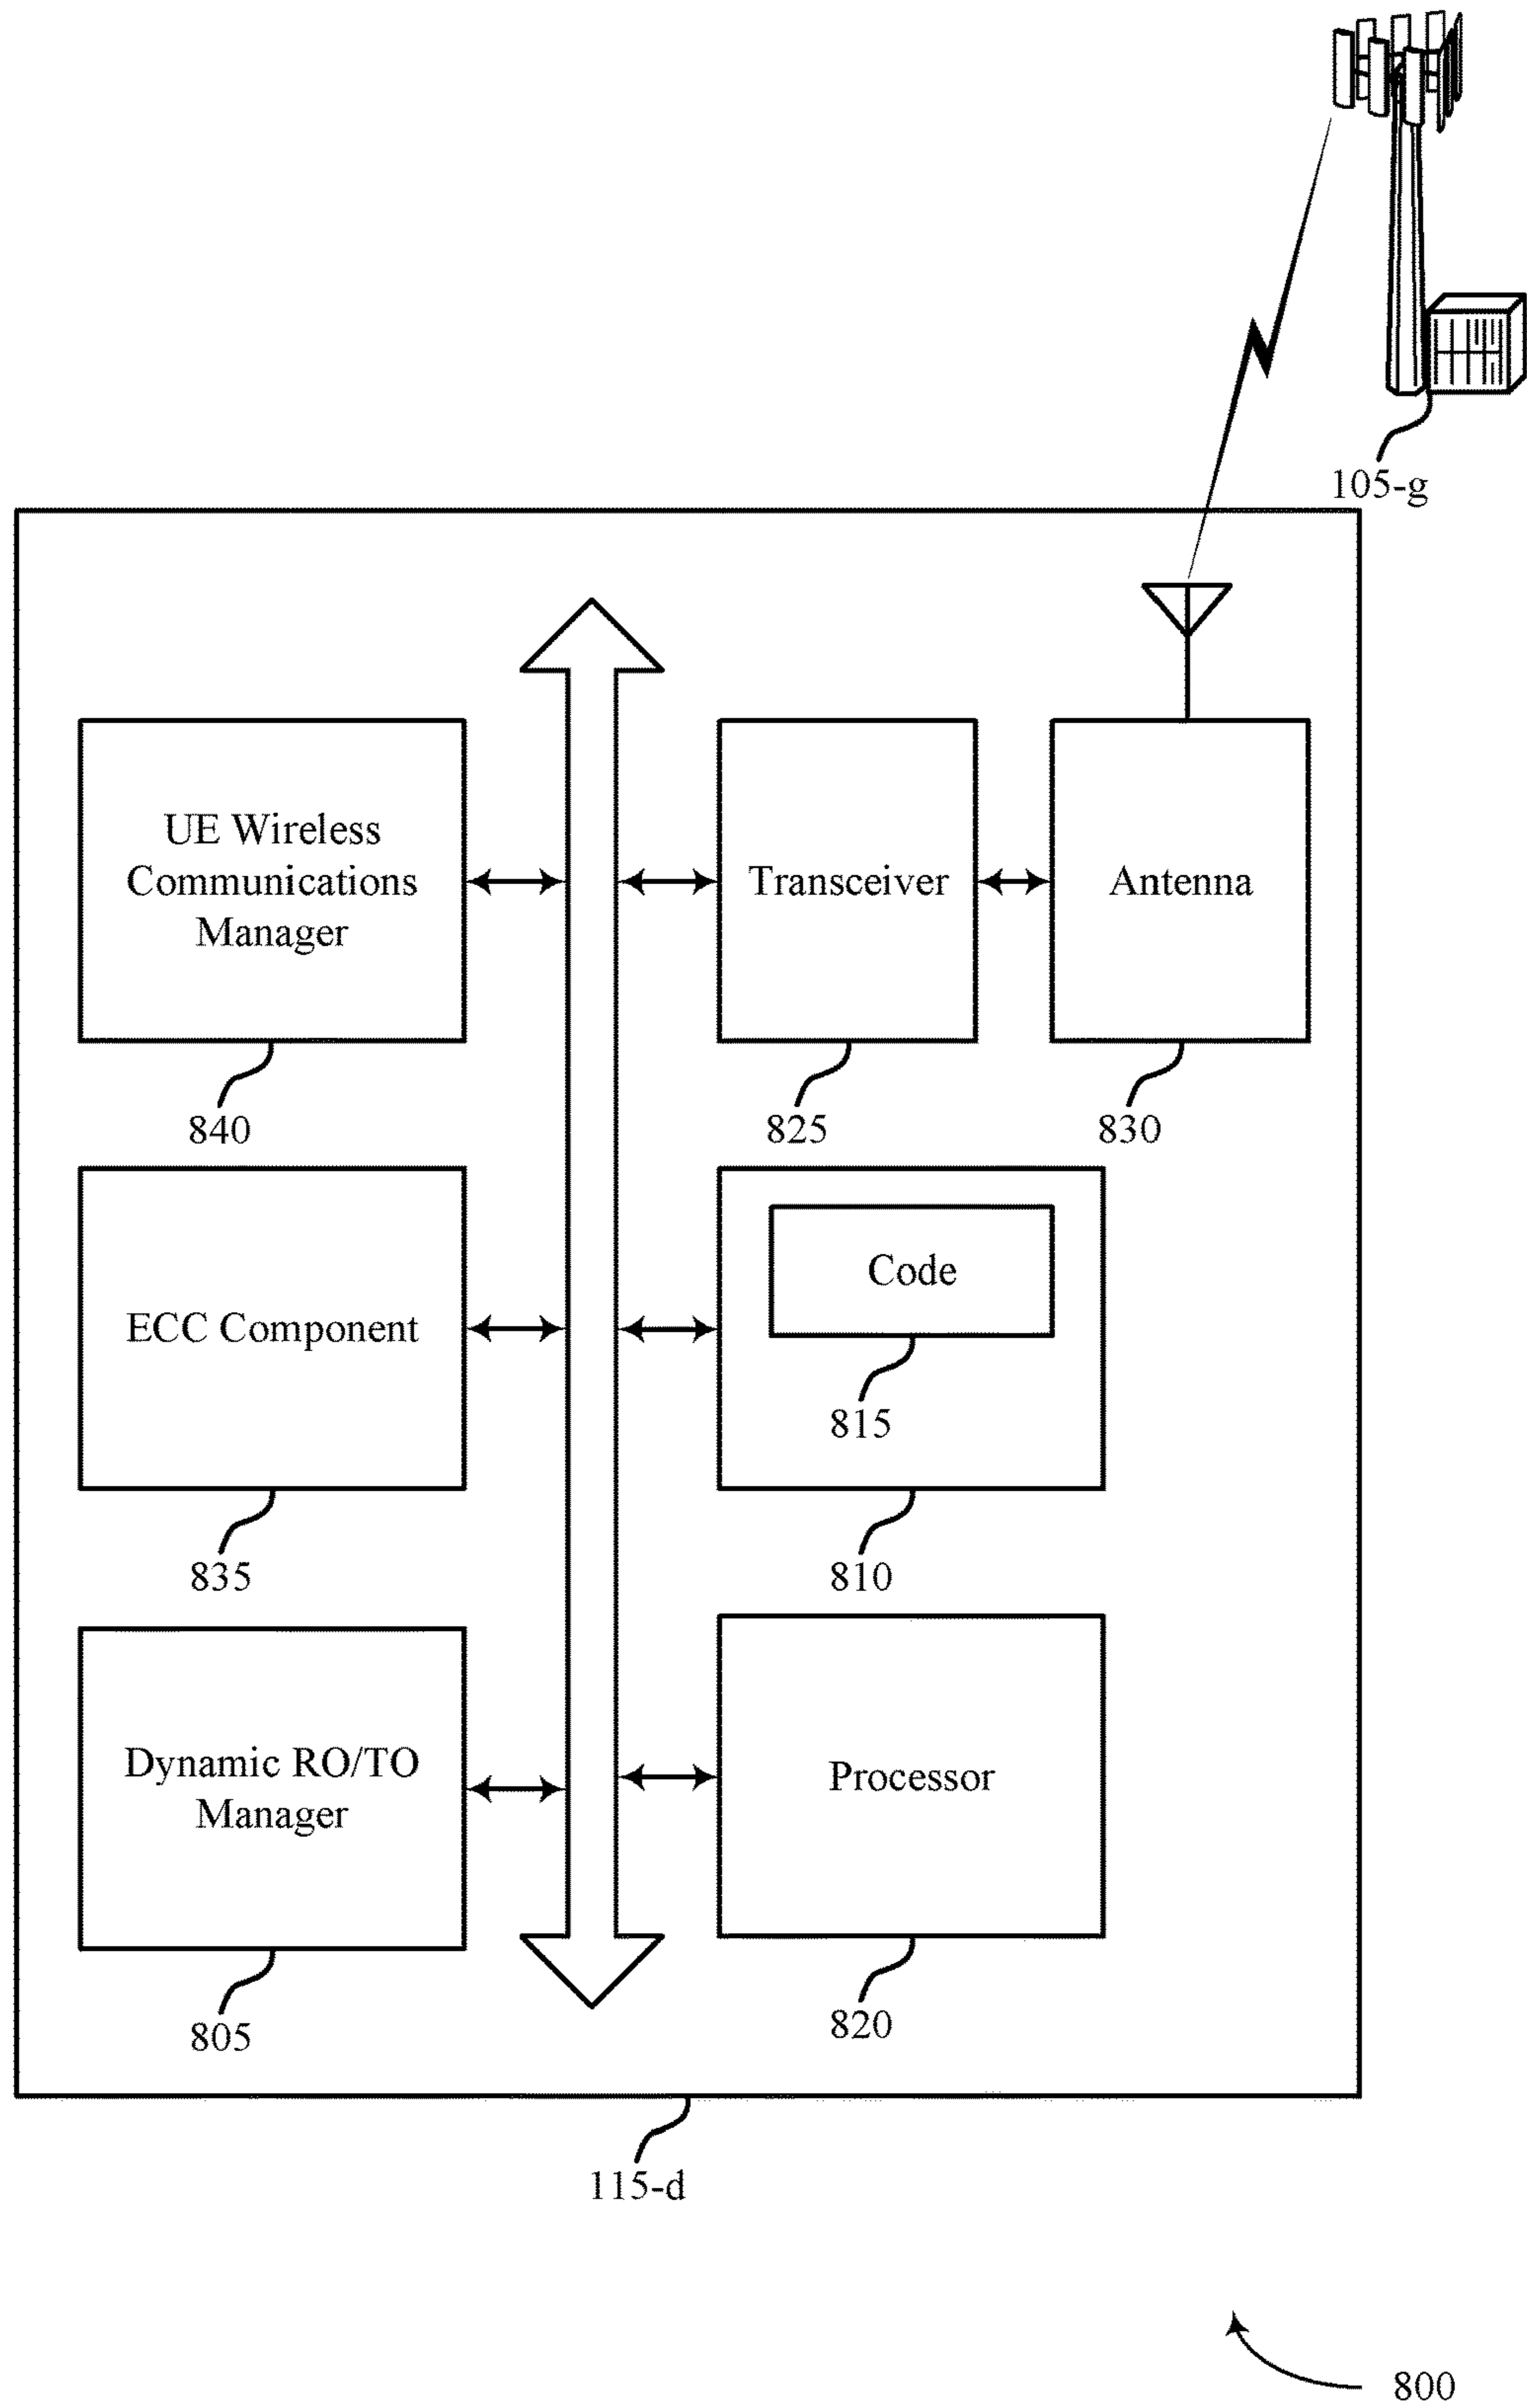 105-g
UE Wireless
Communications
Manager
Transceiver
Antenna
840
825
830
ECC Component
Code
815
835
810
Dynamic RO/TO
Manager
Processor
805
820
115-d
800